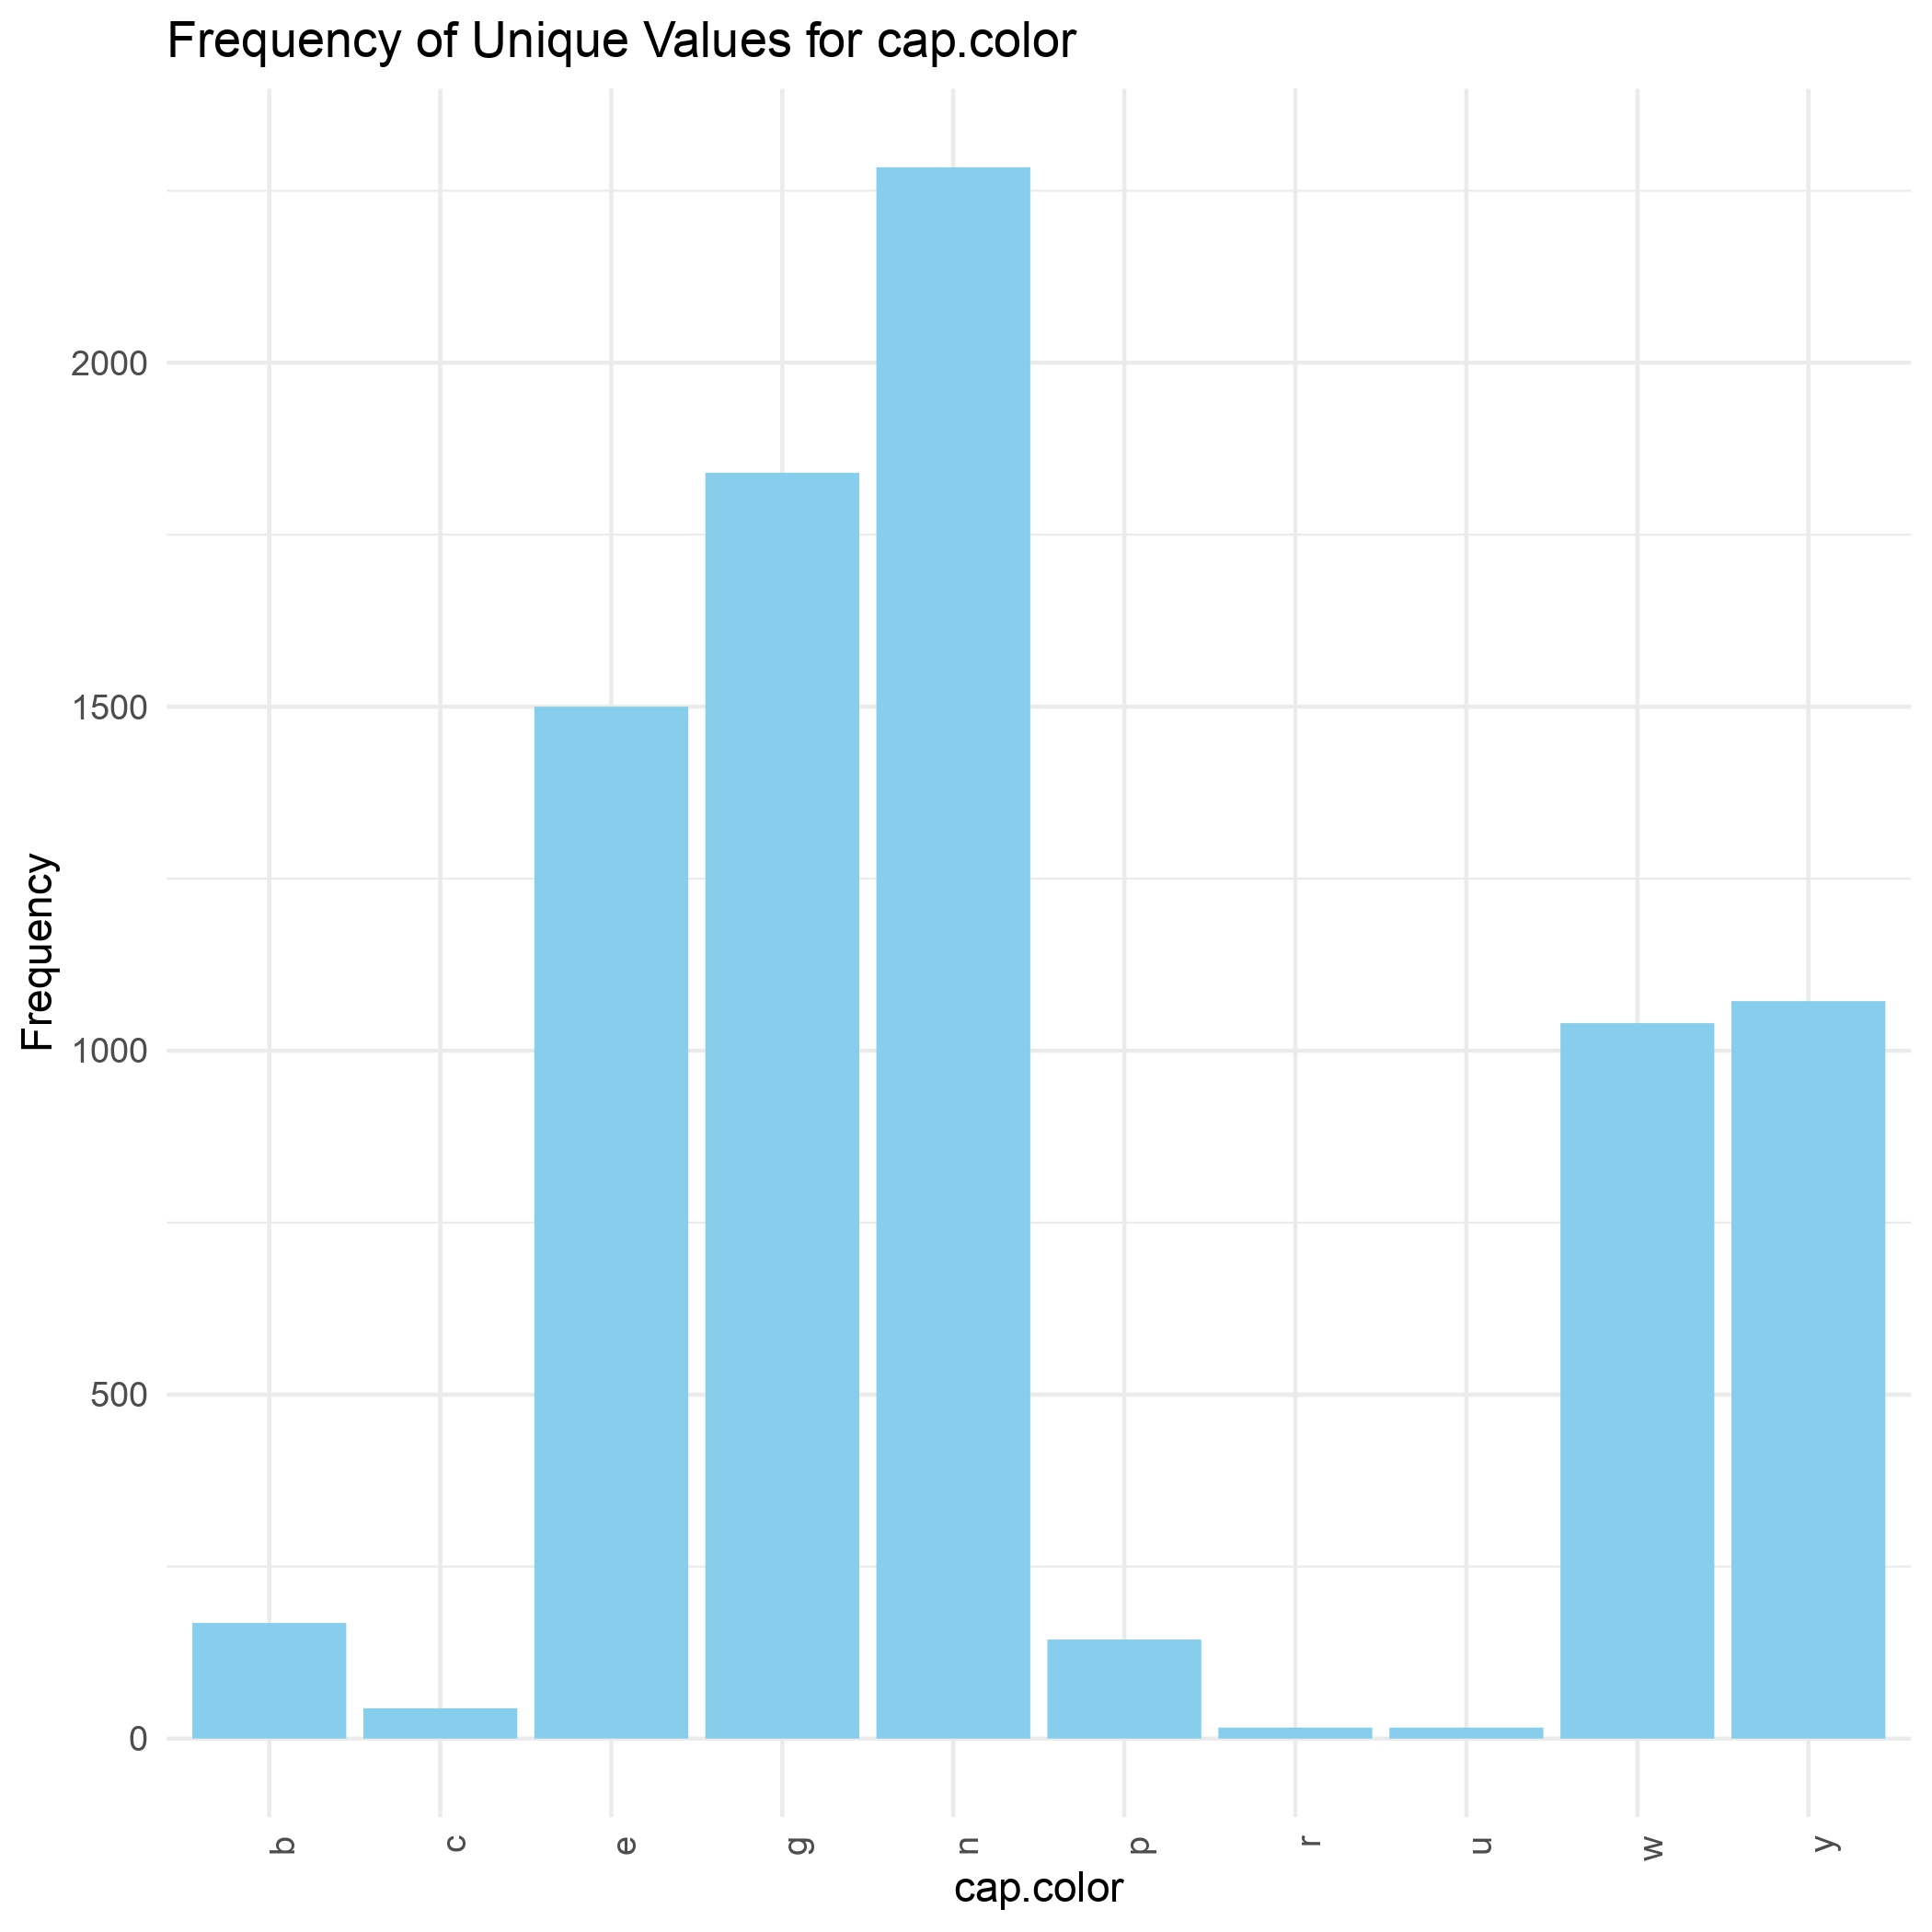 Frequency of Unique Values for cap.color
Frequency
2000
1500
1000
500
0
b c e g n p r u w y
cap.color